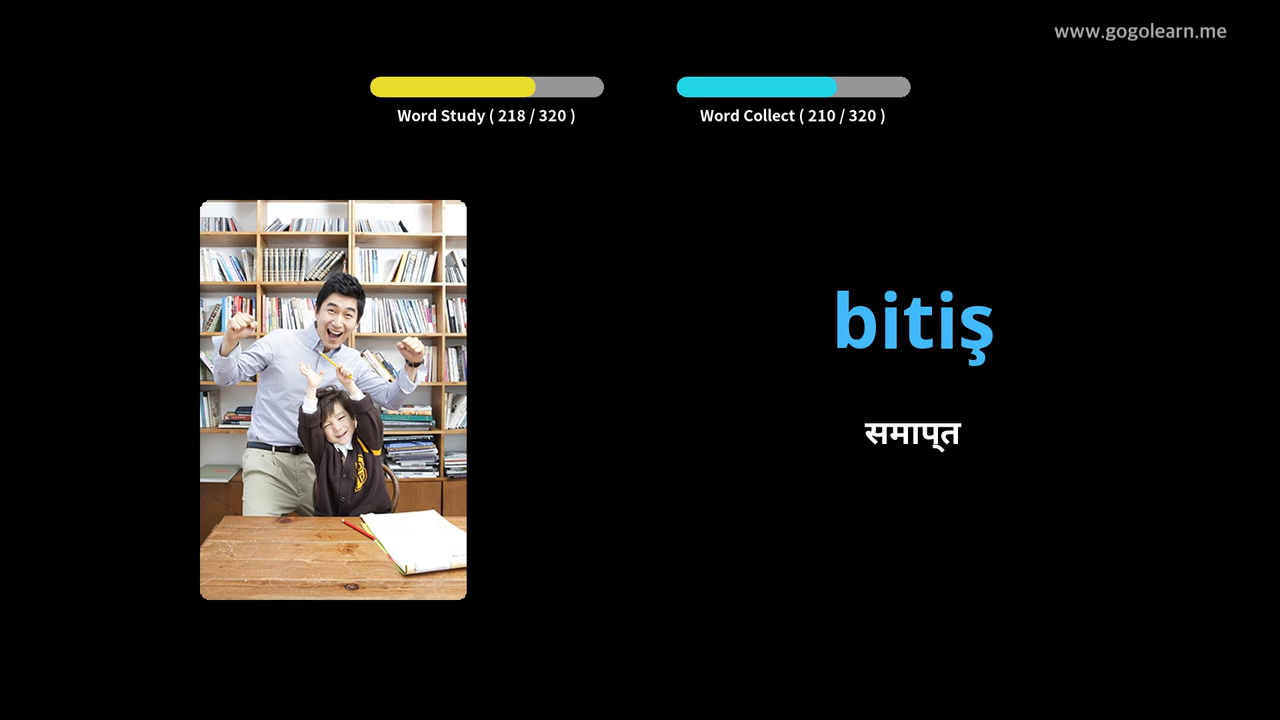 www.gogolearn.me
Word Study ( 218 / 320 )
Word Collect ( 210 / 320 )
bitiş
समाप्त